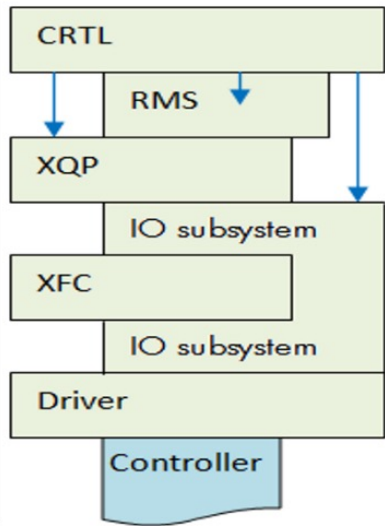 CRTL
RMS
XQP
IO subsystem
XFC
IO subsystem
Driver
Controller